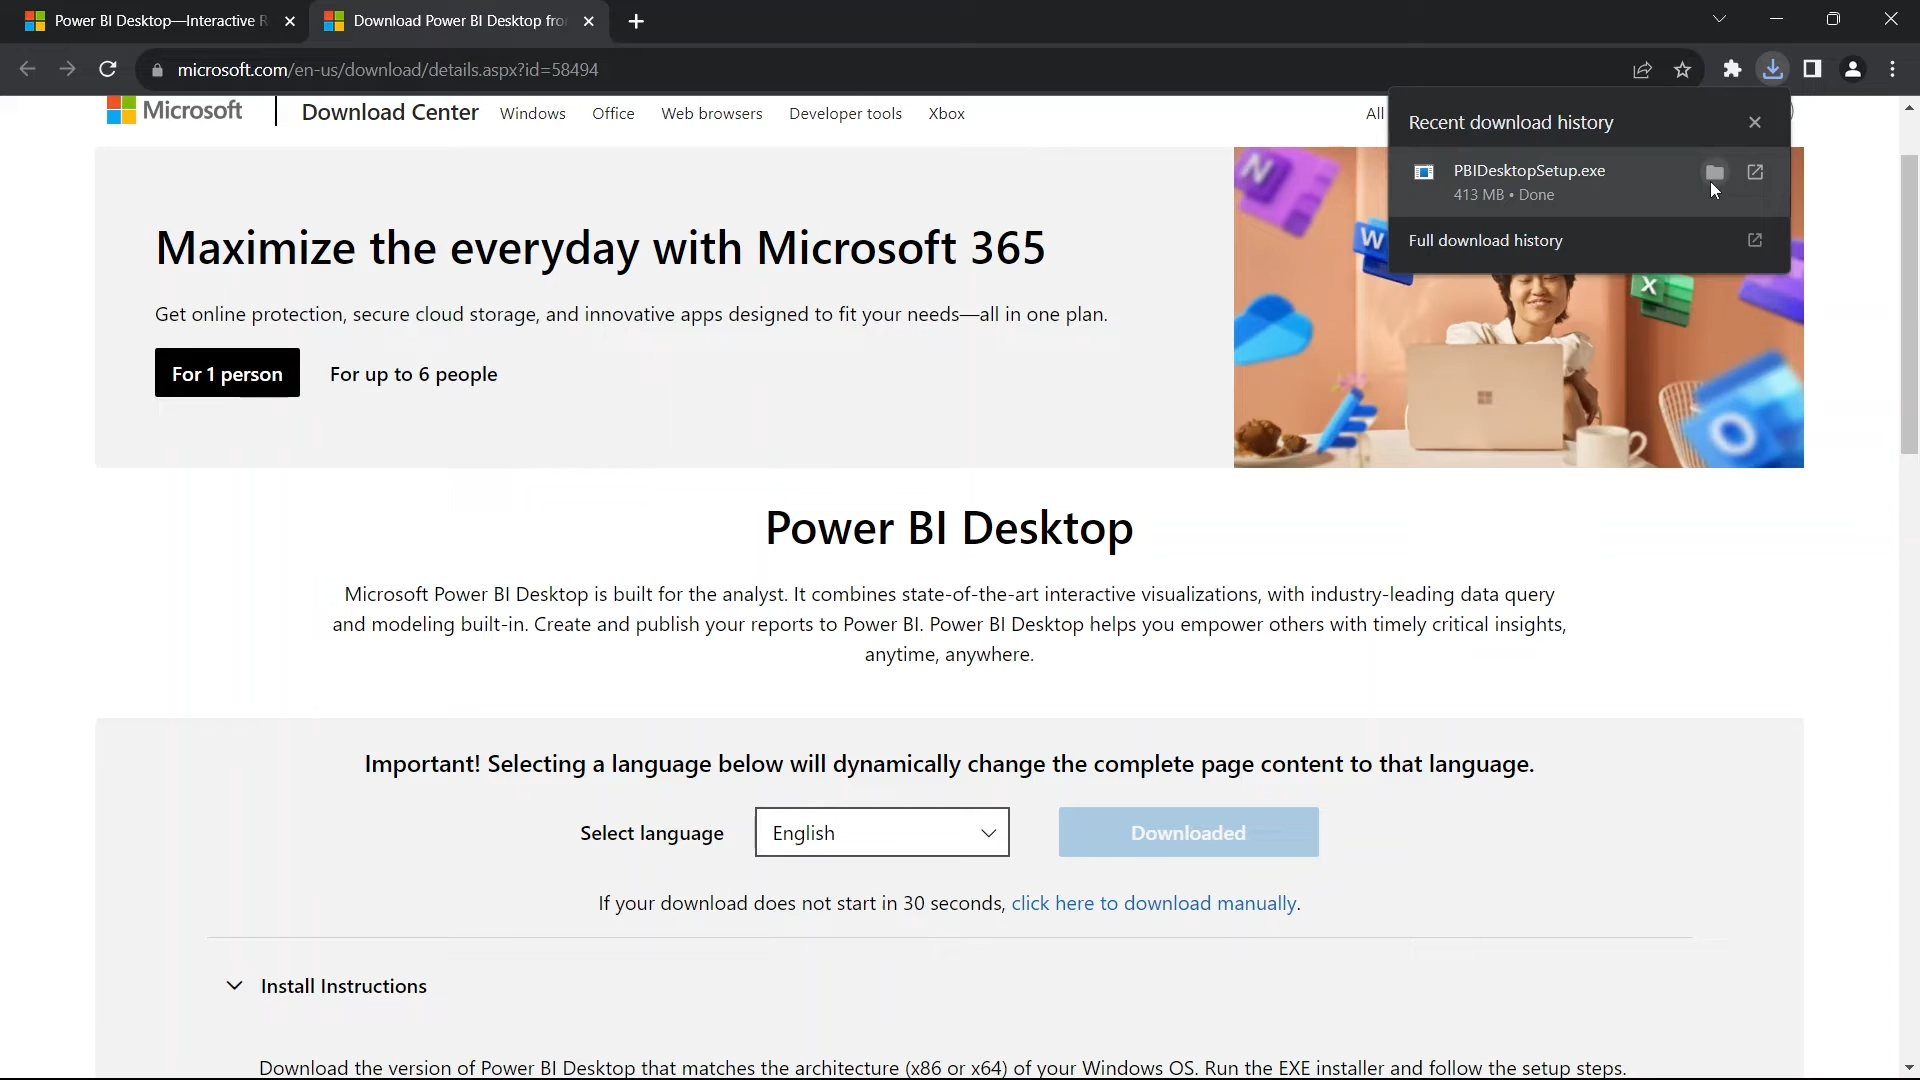 Power BI Desktop—Interactive R
Download Power BI Desktop fro
microsoft.com/en-us/download/details.aspx?id=58494
Microsoft
Download Center
Windows
Office
Web browsers
Developer tools
Xbox
All
Recent download history
PBIDesktopSetup.exe
413 MB • Done
Full download history
Maximize the everyday with Microsoft 365
Get online protection, secure cloud storage, and innovative apps designed to fit your needs—all in one plan.
For 1 person
For up to 6 people
N
W
X
Power BI Desktop
Microsoft Power BI Desktop is built for the analyst. It combines state-of-the-art interactive visualizations, with industry-leading data query
and modeling built-in. Create and publish your reports to Power BI. Power BI Desktop helps you empower others with timely critical insights,
anytime, anywhere.
Important! Selecting a language below will dynamically change the complete page content to that language.
Select language
English
Downloaded
If your download does not start in 30 seconds, click here to download manually.
Install Instructions
Download the version of Power BI Desktop that matches the architecture (x86 or x64) of your Windows OS. Run the EXE installer and follow the setup steps.